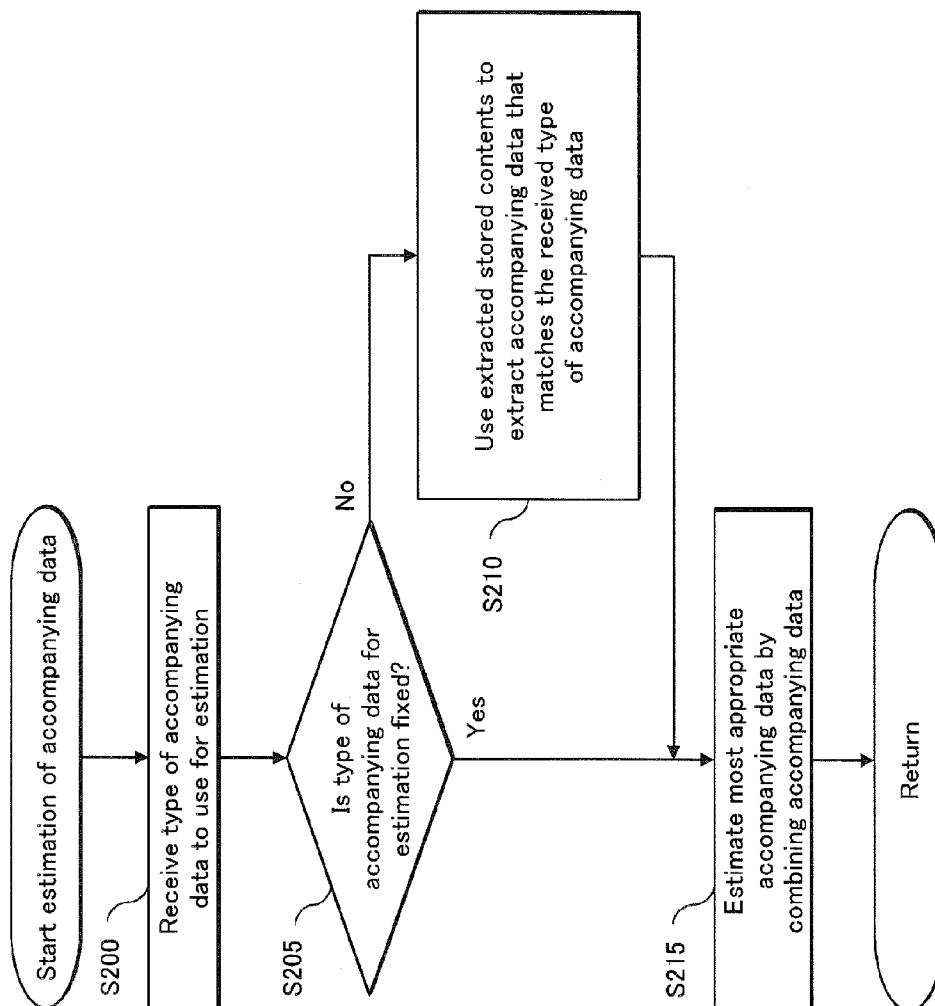 Start estimation of accompanying data
S200
Receive type of accompanying
data to use for estimation
S205
Is type of
accompanying data for
estimation fixed?
No
Yes
S210
Use extracted stored contents to
extract accompanying data that
matches the received type
of accompanying data
S215
Estimate most appropriate
accompanying data by
combining accompanying data
Return